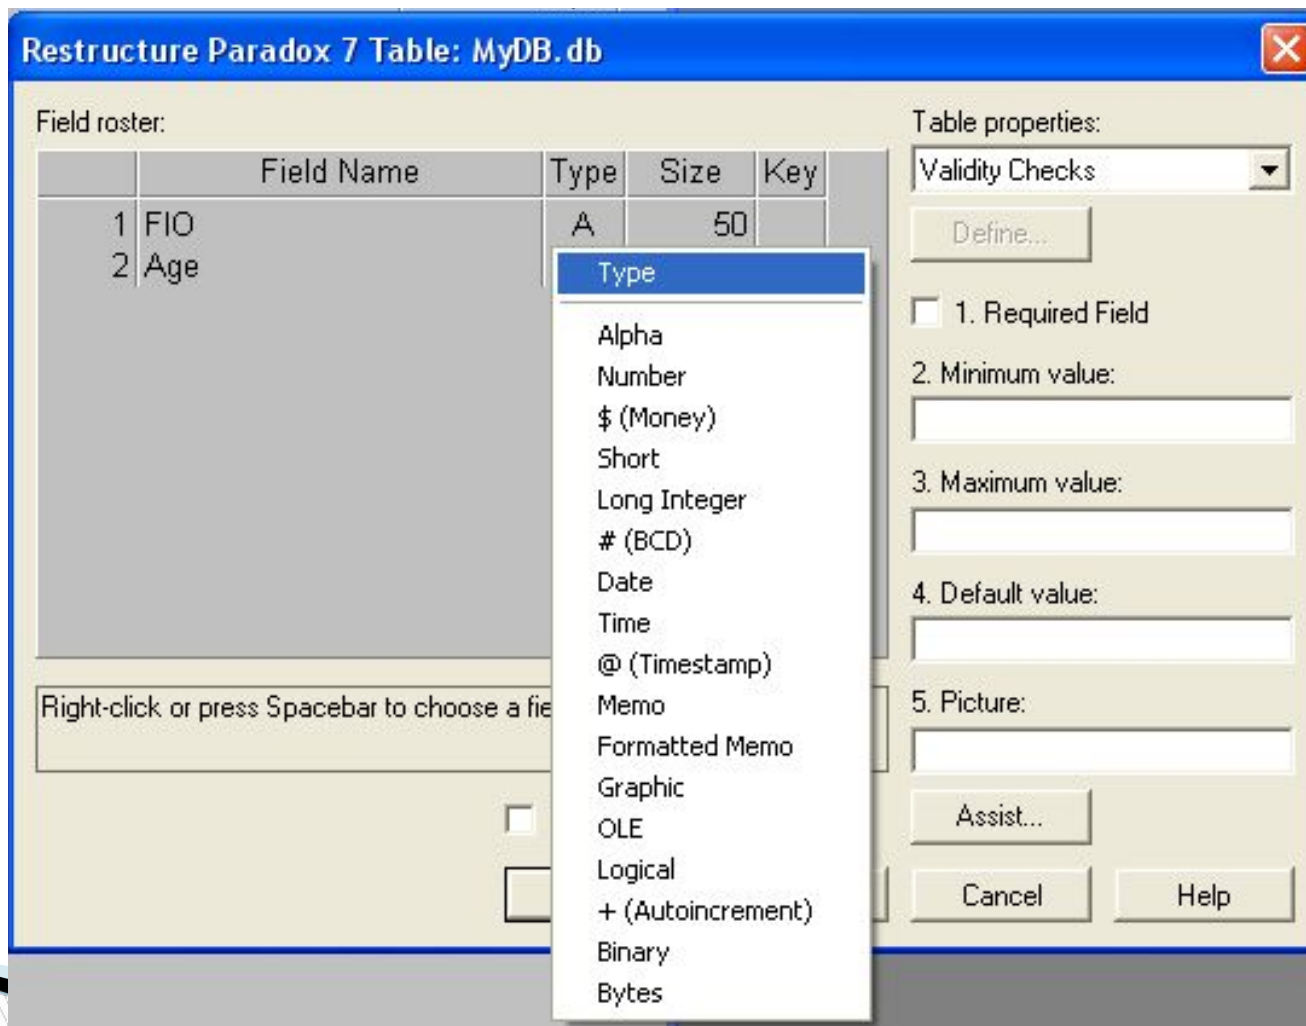 Restructure Paradox 7 Table: MyDB.db
Field roster:
Field Name Type Size Key
1 FIO A 50
2 Age
Right-click or press Spacebar to choose a fie
Type
Alpha
Number
$ (Money)
Short
Long Integer
# (BCD)
Date
Time
@ (Timestamp)
Memo
Formatted Memo
Graphic
OLE
Logical
+ (Autoincrement)
Binary
Bytes
Table properties:
Validity Checks
Define...
1. Required Field
2. Minimum value:
3. Maximum value:
4. Default value:
5. Picture:
Assist...
Cancel Help